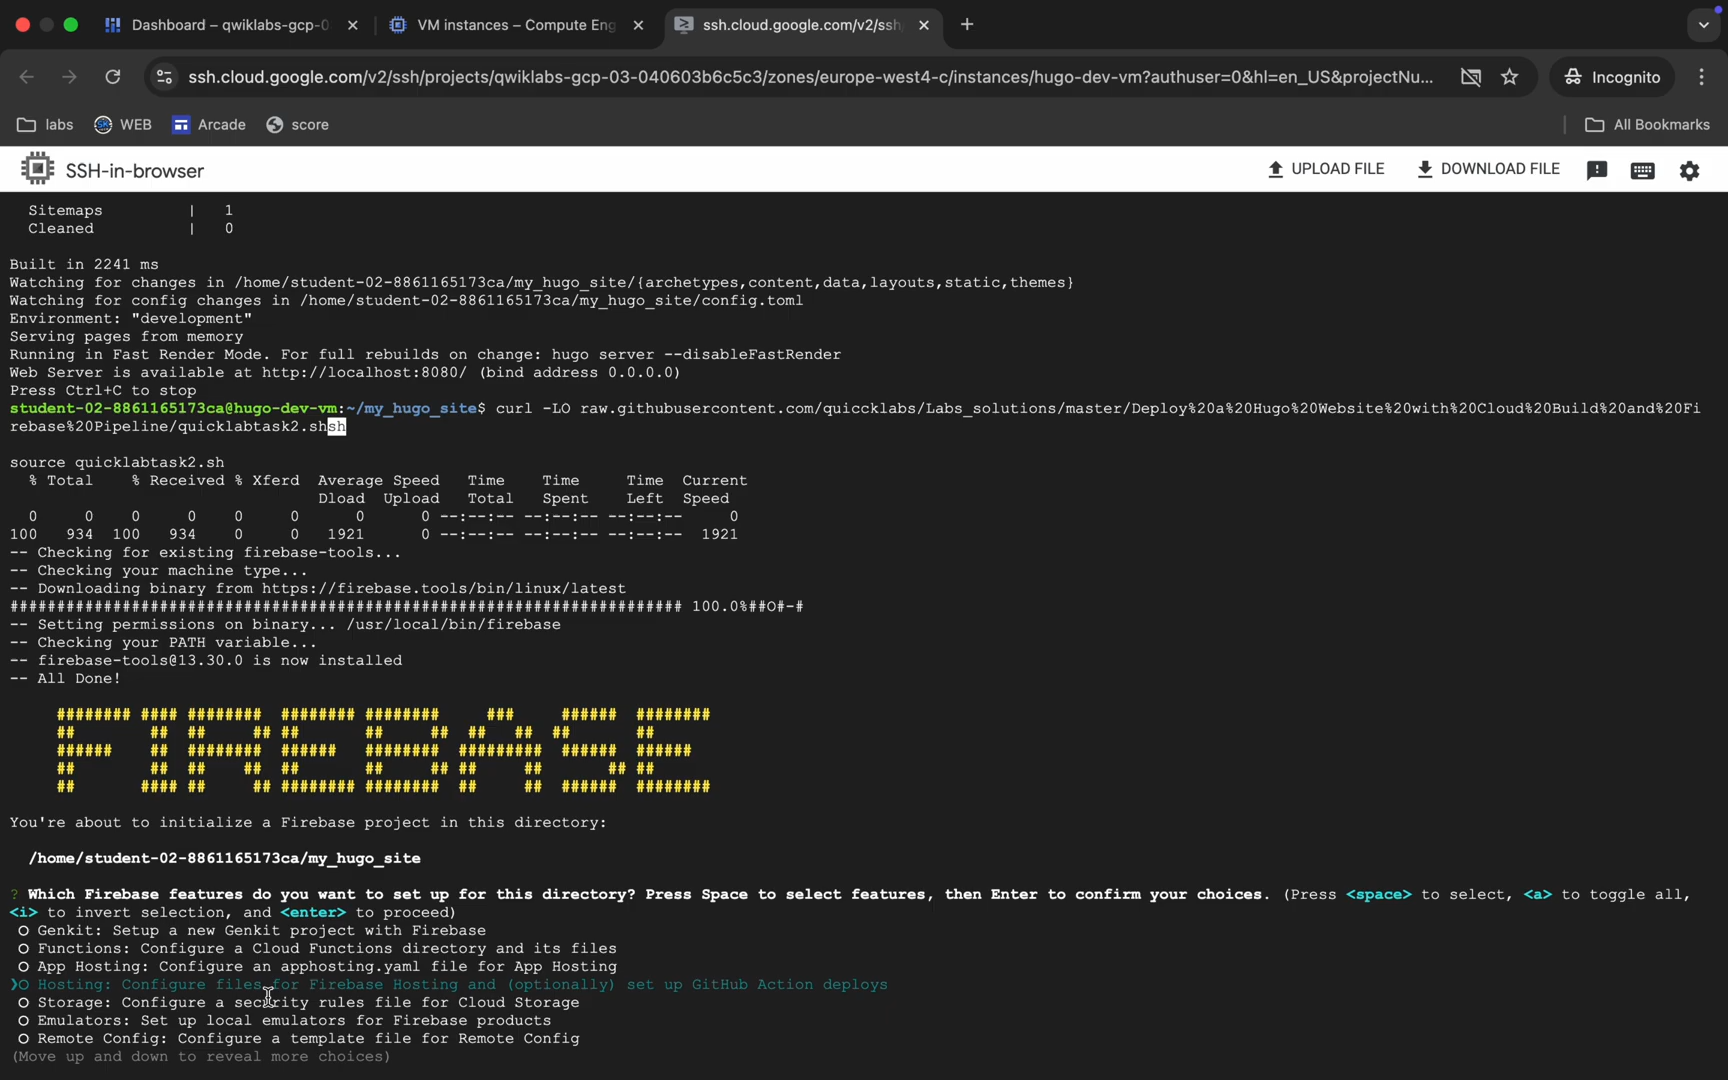 Dashboard – qwiklabs-gcp-0
VM instances – Compute Eng
ssh.cloud.google.com/v2/ssh
ssh.cloud.google.com/v2/ssh/projects/qwiklabs-gcp-03-040603b6c5c3/zones/europe-west4-c/instances/hugo-dev-vm?authuser=0&hl=en_US&projectNu...
Incognito
labs
WEB
Arcade
score
All Bookmarks
SSH-in-browser
UPLOAD FILE
DOWNLOAD FILE
Sitemaps | 1
Cleaned | 0
Built in 2241 ms
Watching for changes in /home/student-02-8861165173ca/my_hugo_site/{archetypes,content,data,layouts,static,themes}
Watching for config changes in /home/student-02-8861165173ca/my_hugo_site/config.toml
Environment: "development"
Serving pages from memory
Running in Fast Render Mode. For full rebuilds on change: hugo server --disableFastRender
Web Server is available at http://localhost:8080/ (bind address 0.0.0.0)
Press Ctrl+C to stop
student-02-8861165173ca@hugo-dev-vm:~/my_hugo_site$ curl -LO raw.githubusercontent.com/quiccklabs/Labs_solutions/master/Deploy%20a%20Hugo%20Website%20with%20Cloud%20Build%20and%20Fi
rebase%20Pipeline/quicklabtask2.shsh
source quicklabtask2.sh
% Total % Received % Xferd Average Speed Time Time Time Current
Dload Upload Total Spent Left Speed
0 0 0 0 0 0 0 0 --:--:-- --:--:-- --:--:-- 0
100 934 100 934 0 0 1921 0 --:--:-- --:--:-- --:--:-- 1921
-- Checking for existing firebase-tools...
-- Checking your machine type...
-- Downloading binary from https://firebase.tools/bin/linux/latest
######################################################################## 100.0%##O#-#
-- Setting permissions on binary... /usr/local/bin/firebase
-- Checking your PATH variable...
-- firebase-tools@13.30.0 is now installed
-- All Done!
FIREBASE
You're about to initialize a Firebase project in this directory:
/home/student-02-8861165173ca/my_hugo_site
? Which Firebase features do you want to set up for this directory? Press Space to select features, then Enter to confirm your choices. (Press <space> to select, <a> to toggle all,
<i> to invert selection, and <enter> to proceed)
Genkit: Setup a new Genkit project with Firebase
Functions: Configure a Cloud Functions directory and its files
App Hosting: Configure an apphosting.yaml file for App Hosting
❯ Hosting: Configure files for Firebase Hosting and (optionally) set up GitHub Action deploys
Storage: Configure a security rules file for Cloud Storage
Emulators: Set up local emulators for Firebase products
Remote Config: Configure a template file for Remote Config
(Move up and down to reveal more choices)